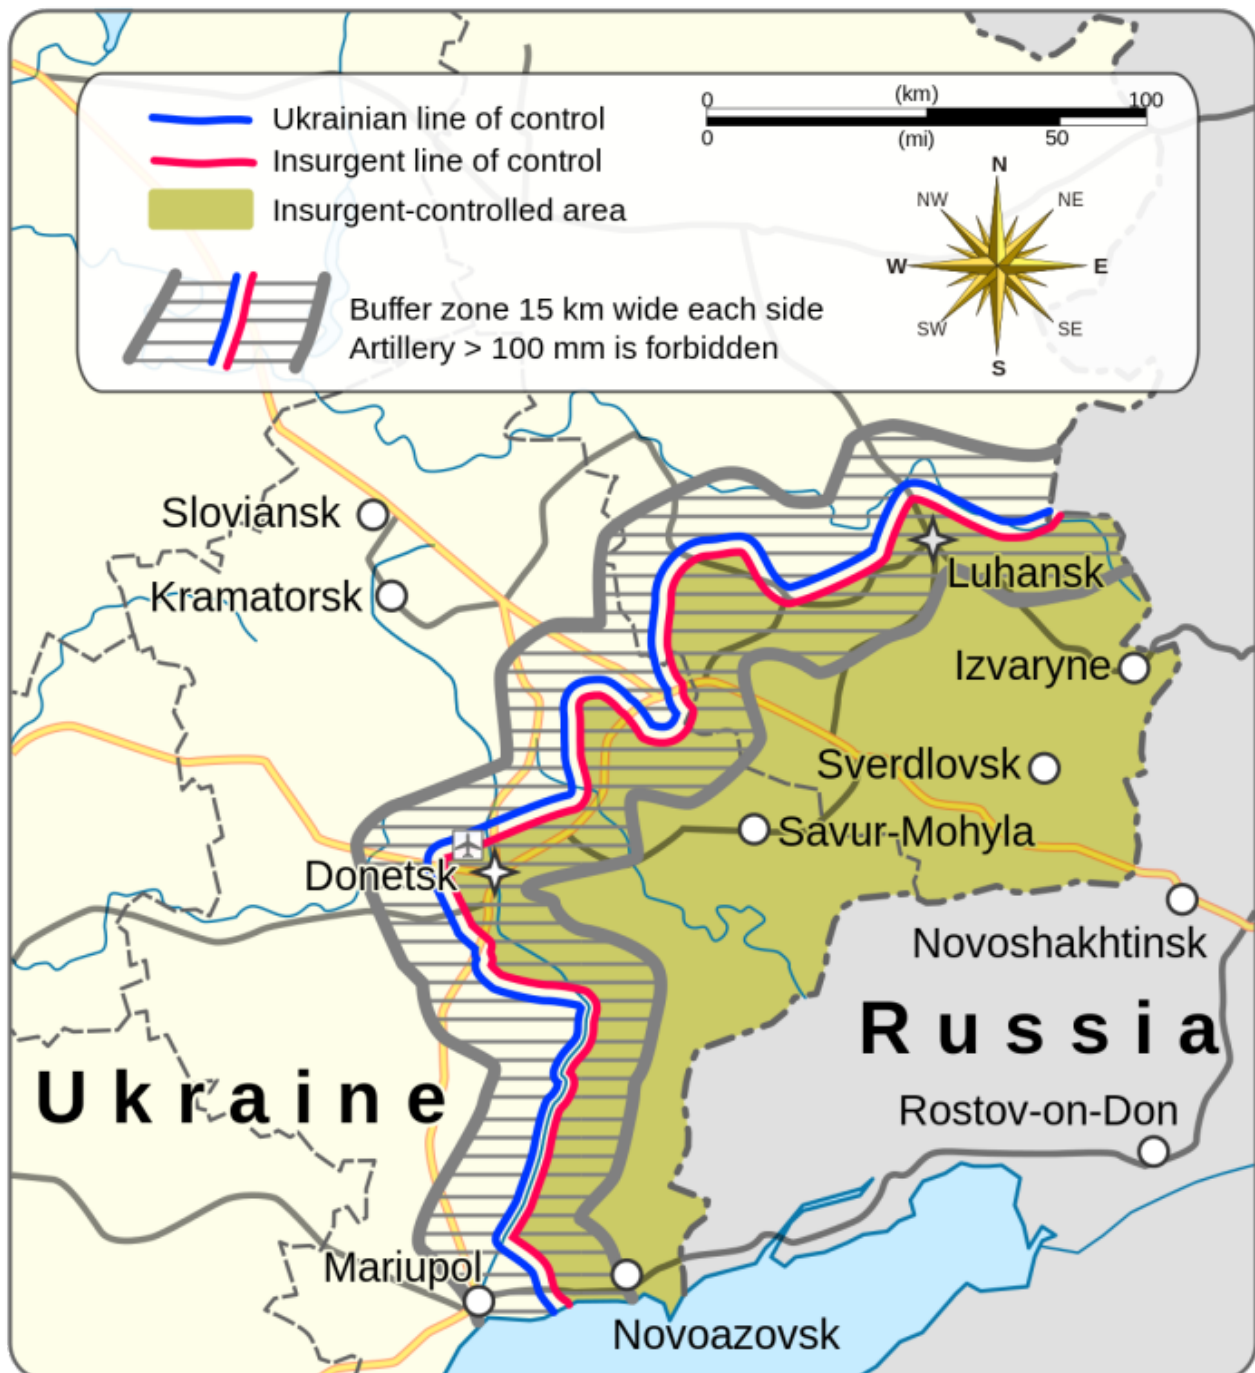 Ukrainian line of control
Insurgent line of control
Insurgent-controlled area
Buffer zone 15 km wide each side
Artillery > 100 mm is forbidden
0 (km) 100
0 (mi) 50
N
NW NE
W E
SW SE
S
Sloviansk
Kramatorsk
Luhansk
Izvaryne
Sverdlovsk
Savur-Mohyla
Donetsk
Novoshakhtinsk
Russia
Ukraine
Rostov-on-Don
Mariupol
Novoazovsk